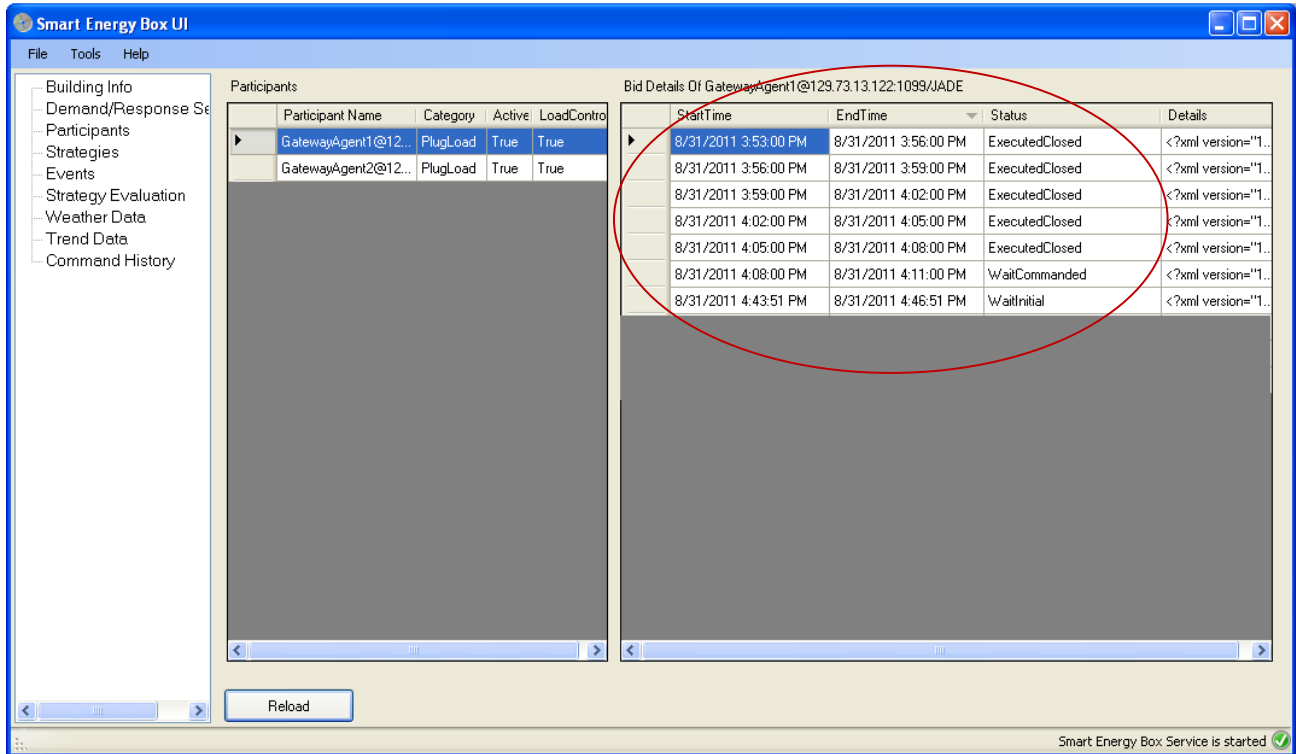 Smart Energy Box UI
File Tools Help
Building Info
Demand/Response Se
Participants
Strategies
Events
Strategy Evaluation
Weather Data
Trend Data
Command History
Participants
Participant Name Category Active LoadContro
GatewayAgent1@12... PlugLoad True True
GatewayAgent2@12... PlugLoad True True
Reload
Bid Details Of GatewayAgent1@129.73.13.122:1099/JADE
StartTime EndTime Status Details
8/31/2011 3:53:00 PM 8/31/2011 3:56:00 PM ExecutedClosed <?xml version="1..
8/31/2011 3:56:00 PM 8/31/2011 3:59:00 PM ExecutedClosed <?xml version="1..
8/31/2011 3:59:00 PM 8/31/2011 4:02:00 PM ExecutedClosed <?xml version="1..
8/31/2011 4:02:00 PM 8/31/2011 4:05:00 PM ExecutedClosed <?xml version="1..
8/31/2011 4:05:00 PM 8/31/2011 4:08:00 PM ExecutedClosed <?xml version="1..
8/31/2011 4:08:00 PM 8/31/2011 4:11:00 PM WaitCommanded <?xml version="1..
8/31/2011 4:43:51 PM 8/31/2011 4:46:51 PM WaitInitial <?xml version="1..
Smart Energy Box Service is started